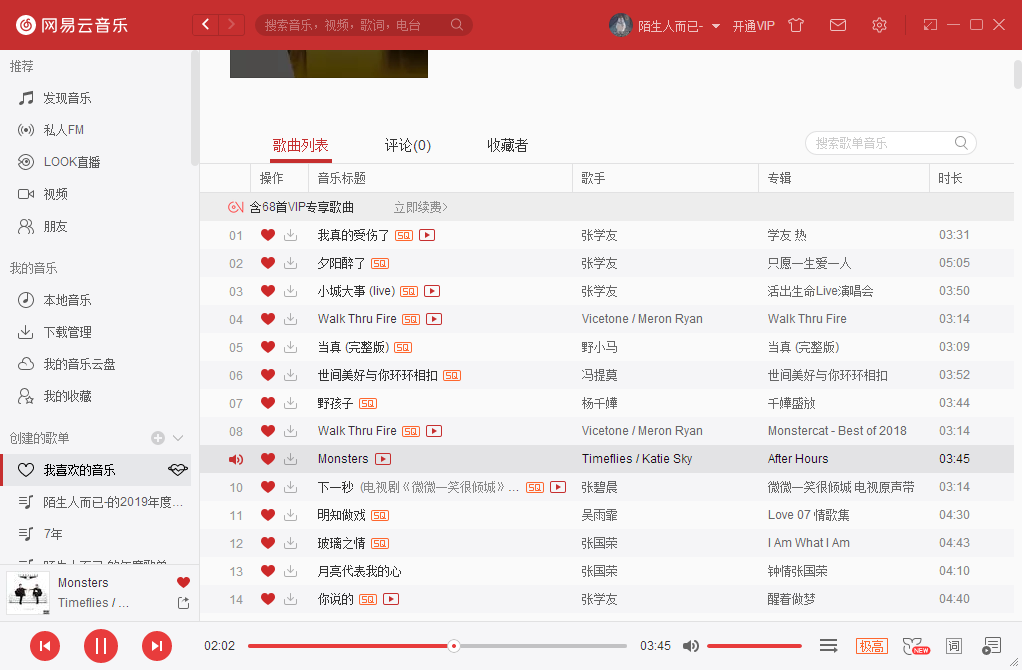 网易云音乐 搜索音乐，视频，歌词，电台 陌生人而已- 开通VIP
推荐
发现音乐
私人FM
LOOK直播
视频
朋友
我的音乐
本地音乐
下载管理
我的音乐云盘
我的收藏
创建的歌单
我喜欢的音乐
陌生人而已-的2019年度...
7年
陌生人而已-的年度歌单
Monsters
Timeflies / ...
歌曲列表 评论(0) 收藏者 搜索歌单音乐
操作 音乐标题 歌手 专辑 时长
含68首VIP专享歌曲 立即续费>
01 我真的受伤了 SQ 张学友 学友 热 03:31
02 夕阳醉了 SQ 张学友 只愿一生爱一人 05:05
03 小城大事 (live) SQ 张学友 活出生命Live演唱会 03:50
04 Walk Thru Fire SQ Vicetone / Meron Ryan Walk Thru Fire 03:14
05 当真 (完整版) SQ 野小马 当真 (完整版) 03:09
06 世间美好与你环环相扣 SQ 冯提莫 世间美好与你环环相扣 03:52
07 野孩子 SQ 杨千嬅 千嬅盛放 03:44
08 Walk Thru Fire SQ Vicetone / Meron Ryan Monstercat - Best of 2018 03:14
Monsters Timeflies / Katie Sky After Hours 03:45
10 下一秒 (电视剧《微微一笑很倾城》... SQ 张碧晨 微微一笑很倾城 电视原声带 03:14
11 明知做戏 SQ 吴雨霏 Love 07 情歌集 04:30
12 玻璃之情 SQ 张国荣 I Am What I Am 04:43
13 月亮代表我的心 张国荣 钟情张国荣 04:10
14 你说的 SQ 张学友 醒着做梦 04:40
02:02 03:45 极高 NEW 词